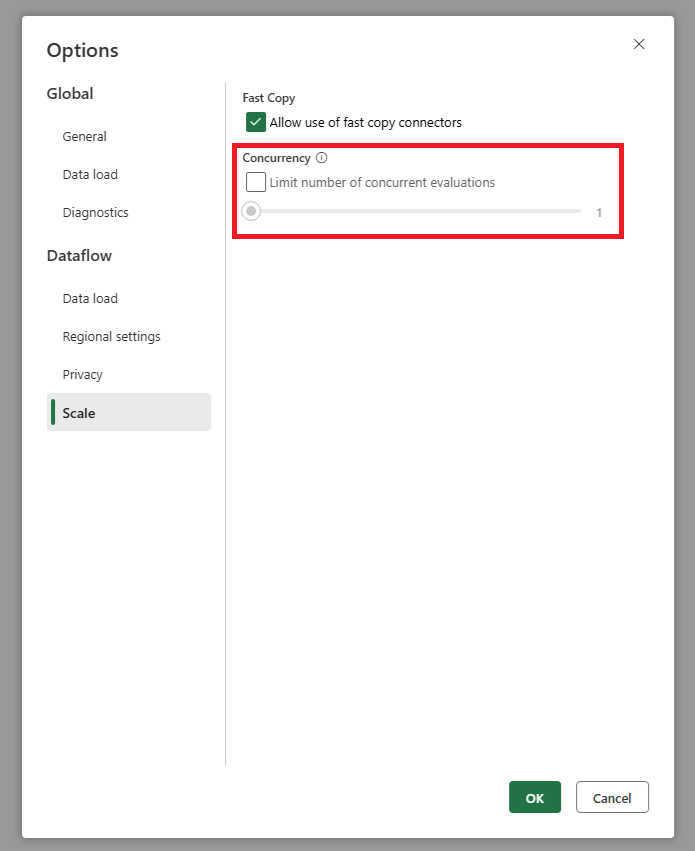 Options
Global
General
Data load
Diagnostics
Dataflow
Data load
Regional settings
Privacy
Scale
Fast Copy
Allow use of fast copy connectors
Concurrency
Limit number of concurrent evaluations
1
OK
Cancel